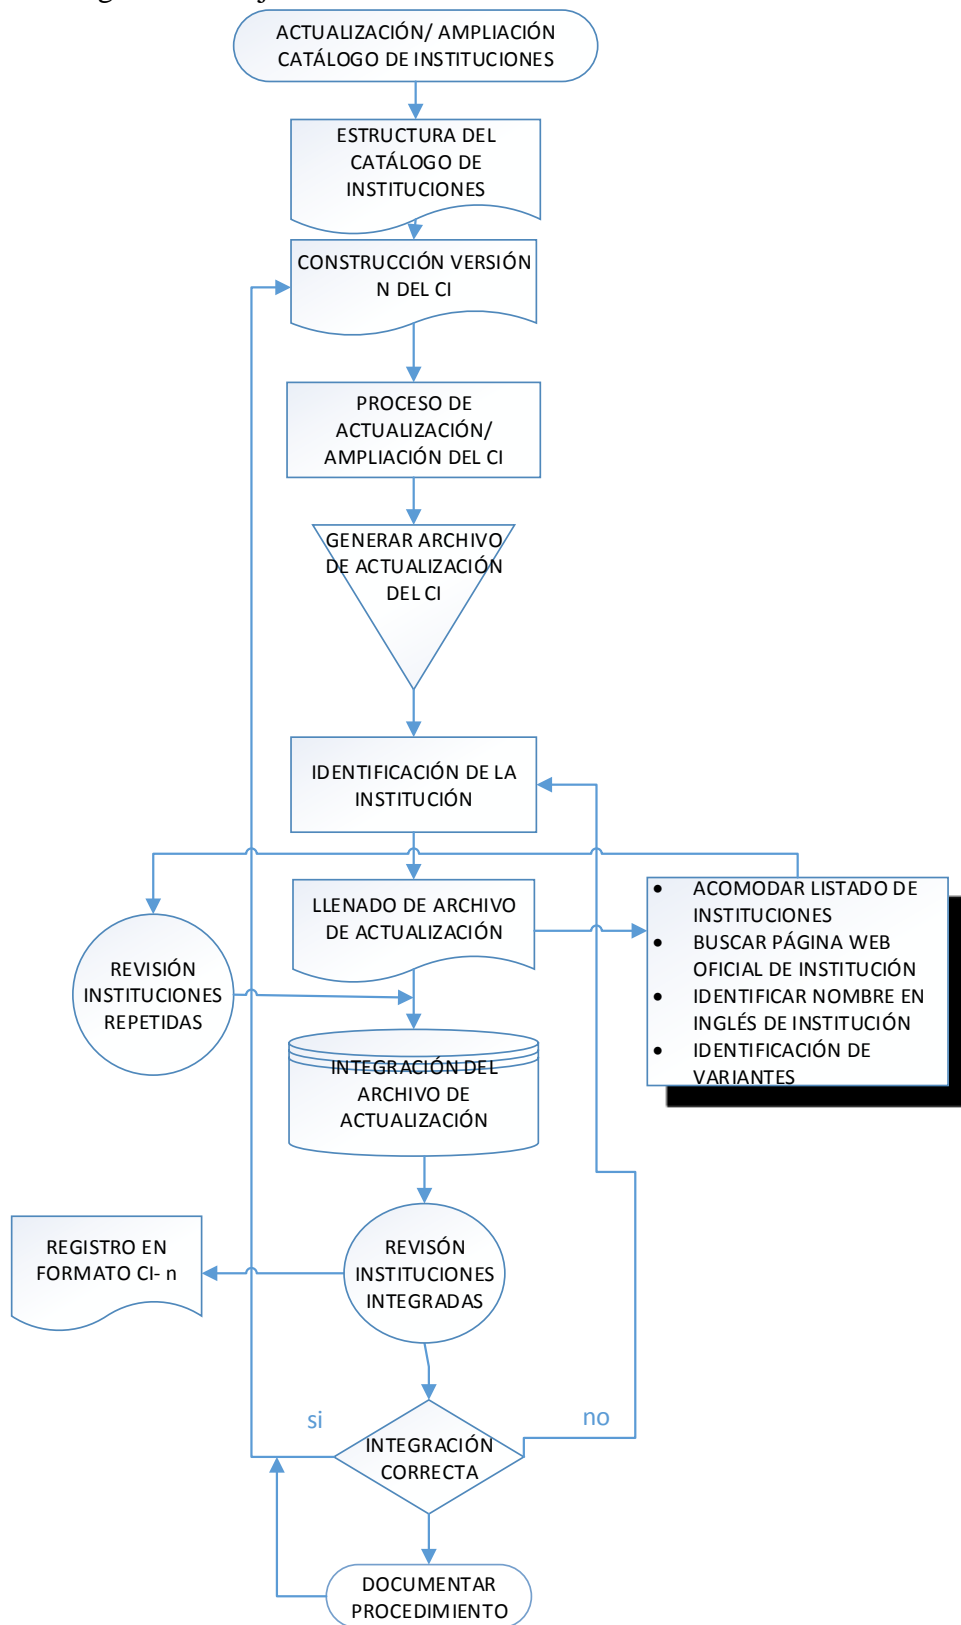 ACTUALIZACIÓN/ AMPLIACIÓN
CATÁLOGO DE INSTITUCIONES
ESTRUCTURA DEL
CATÁLOGO DE
INSTITUCIONES
CONSTRUCCIÓN VERSIÓN
N DEL CI
PROCESO DE
ACTUALIZACIÓN/
AMPLIACIÓN DEL CI
GENERAR ARCHIVO
DE ACTUALIZACIÓN
DEL CI
IDENTIFICACIÓN DE LA
INSTITUCIÓN
LLENADO DE ARCHIVO
DE ACTUALIZACIÓN
• ACOMODAR LISTADO DE
INSTITUCIONES
• BUSCAR PÁGINA WEB
OFICIAL DE INSTITUCIÓN
• IDENTIFICAR NOMBRE EN
INGLÉS DE INSTITUCIÓN
• IDENTIFICACIÓN DE
VARIANTES
REVISIÓN
INSTITUCIONES
REPETIDAS
INTEGRACIÓN DEL
ARCHIVO DE
ACTUALIZACIÓN
REVISÓN
INSTITUCIONES
INTEGRADAS
REGISTRO EN
FORMATO CI- n
si
no
INTEGRACIÓN
CORRECTA
DOCUMENTAR
PROCEDIMIENTO